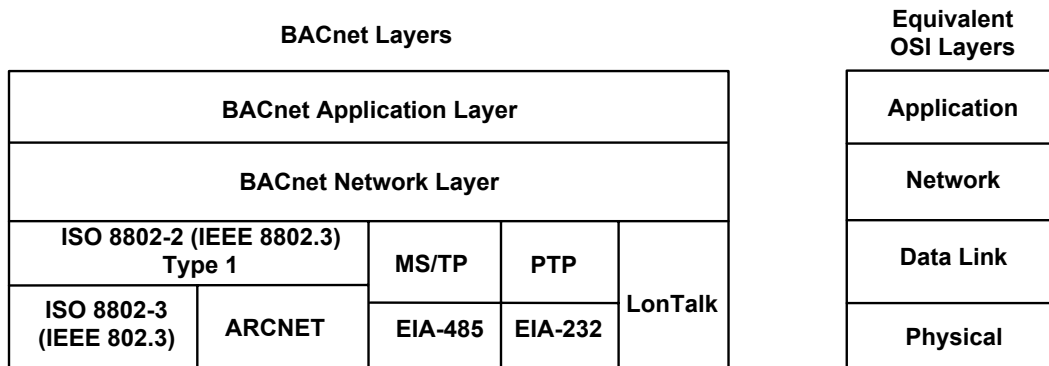 BACnet Layers
Equivalent
OSI Layers
BACnet Application Layer
Application
BACnet Network Layer
Network
ISO 8802-2 (IEEE 8802.3)
Type 1
MS/TP
PTP
LonTalk
Data Link
ISO 8802-3
(IEEE 802.3)
ARCNET
EIA-485
EIA-232
Physical